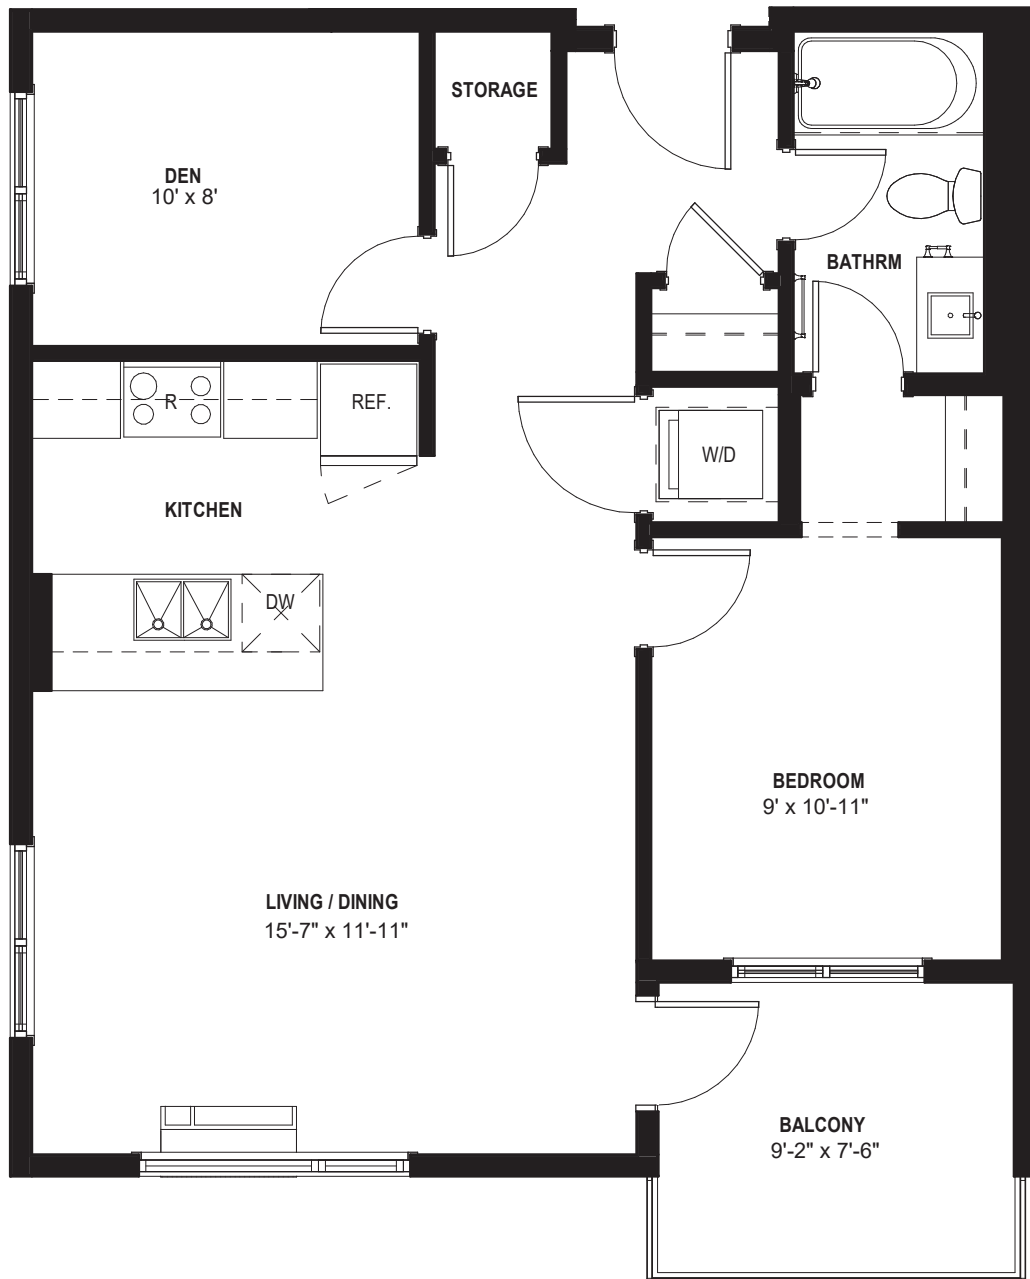 STORAGE
DEN
10' x 8'
BATHRM
R
REF.
W/D
KITCHEN
DW
BEDROOM
9' x 10'-11"
LIVING / DINING
15'-7" x 11'-11"
BALCONY
9'-2" x 7'-6"